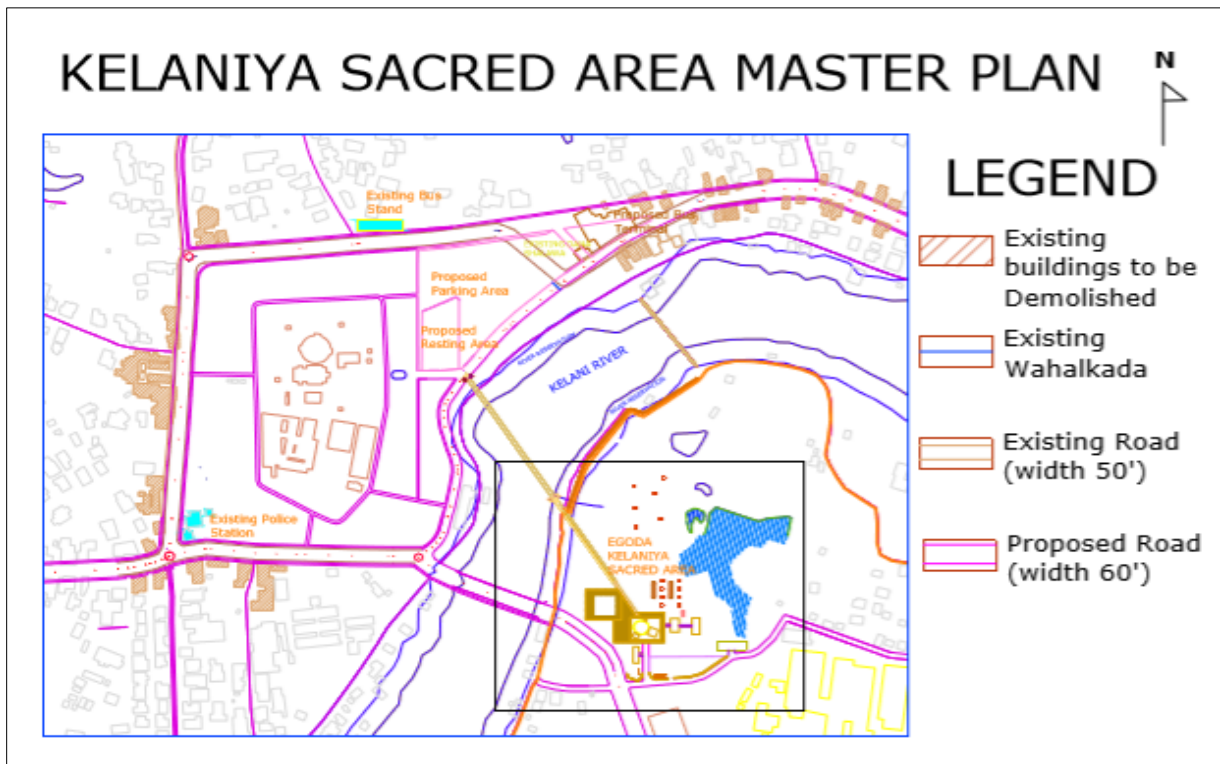 KELANIYA SACRED AREA MASTER PLAN
N
LEGEND
Existing
buildings to be
Demolished
Existing
Wahalkada
Existing Road
(width 50')
Proposed Road
(width 60')
Existing Bus
Stand
Proposed Bus
Terminal
Proposed
Parking Area
Proposed
Resting Area
KELANI RIVER
Existing Police
Station
EGODA
KELANIYA
SACRED AREA